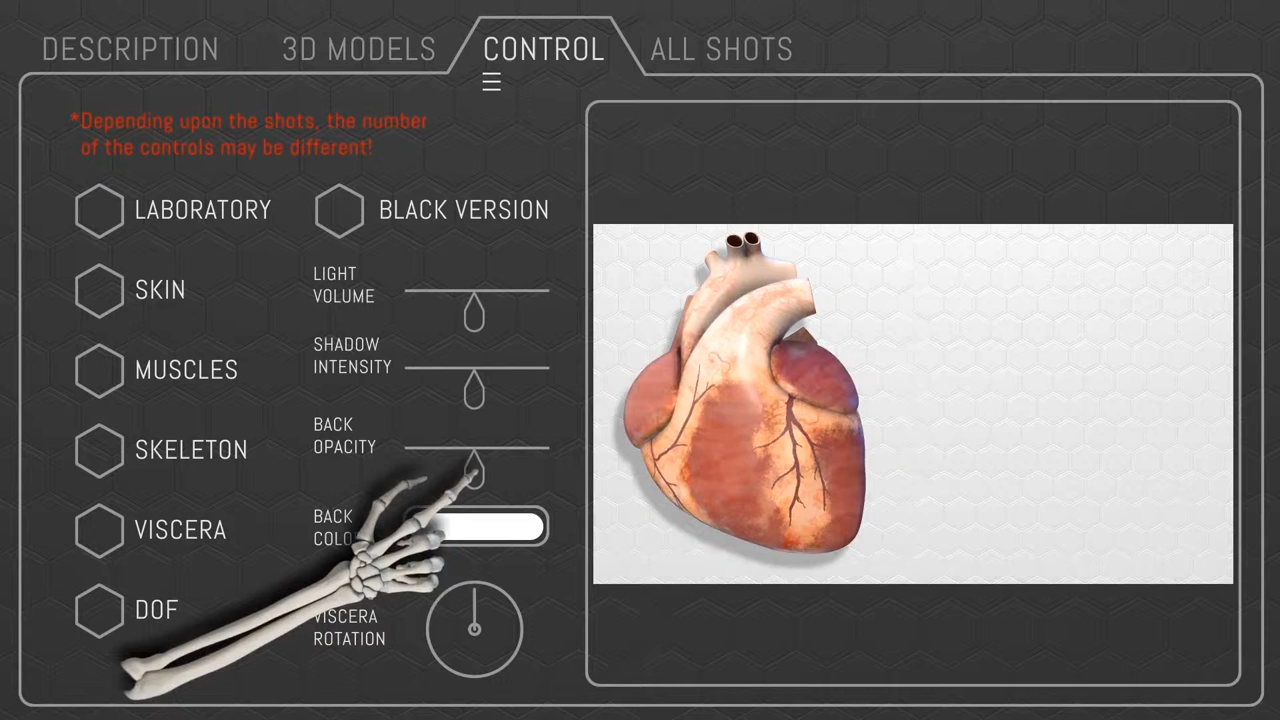 DESCRIPTION
3D MODELS
CONTROL
ALL SHOTS
*Depending upon the shots, the number
of the controls may be different!
LABORATORY
BLACK VERSION
SKIN
LIGHT
VOLUME
MUSCLES
SHADOW
INTENSITY
SKELETON
BACK
OPACITY
VISCERA
BACK
DOF
VISCERA
ROTATION